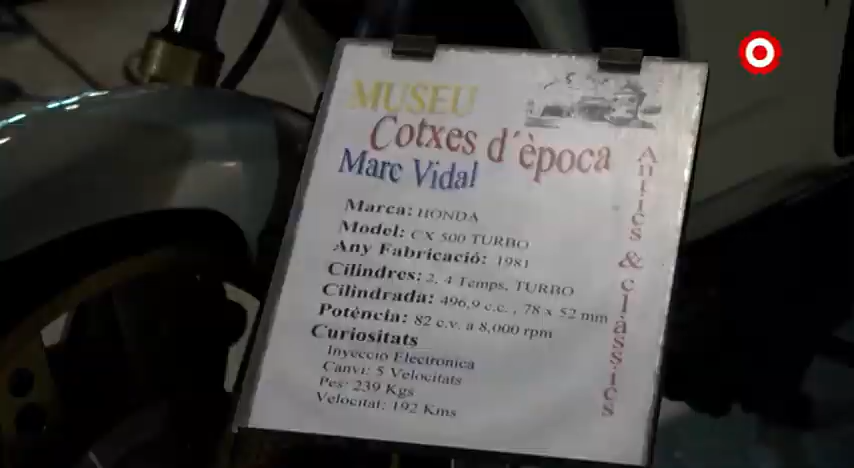 MUSEU
Cotxes d´època
Marc Vidal
Antics & clàssics
Marca: HONDA
Model: CX 500 TURBO
Any Fabricació: 1981
Cilindres: 2, 4 Temps, TURBO
Cilindrada: 496,9 c.c. , 78 x 52 mm
Potència: 82 c.v. a 8,000 rpm
Curiositats
Inyecció Electronica
Canvi: 5 Velocitats
Pes: 239 Kgs
Velocitat: 192 Kms